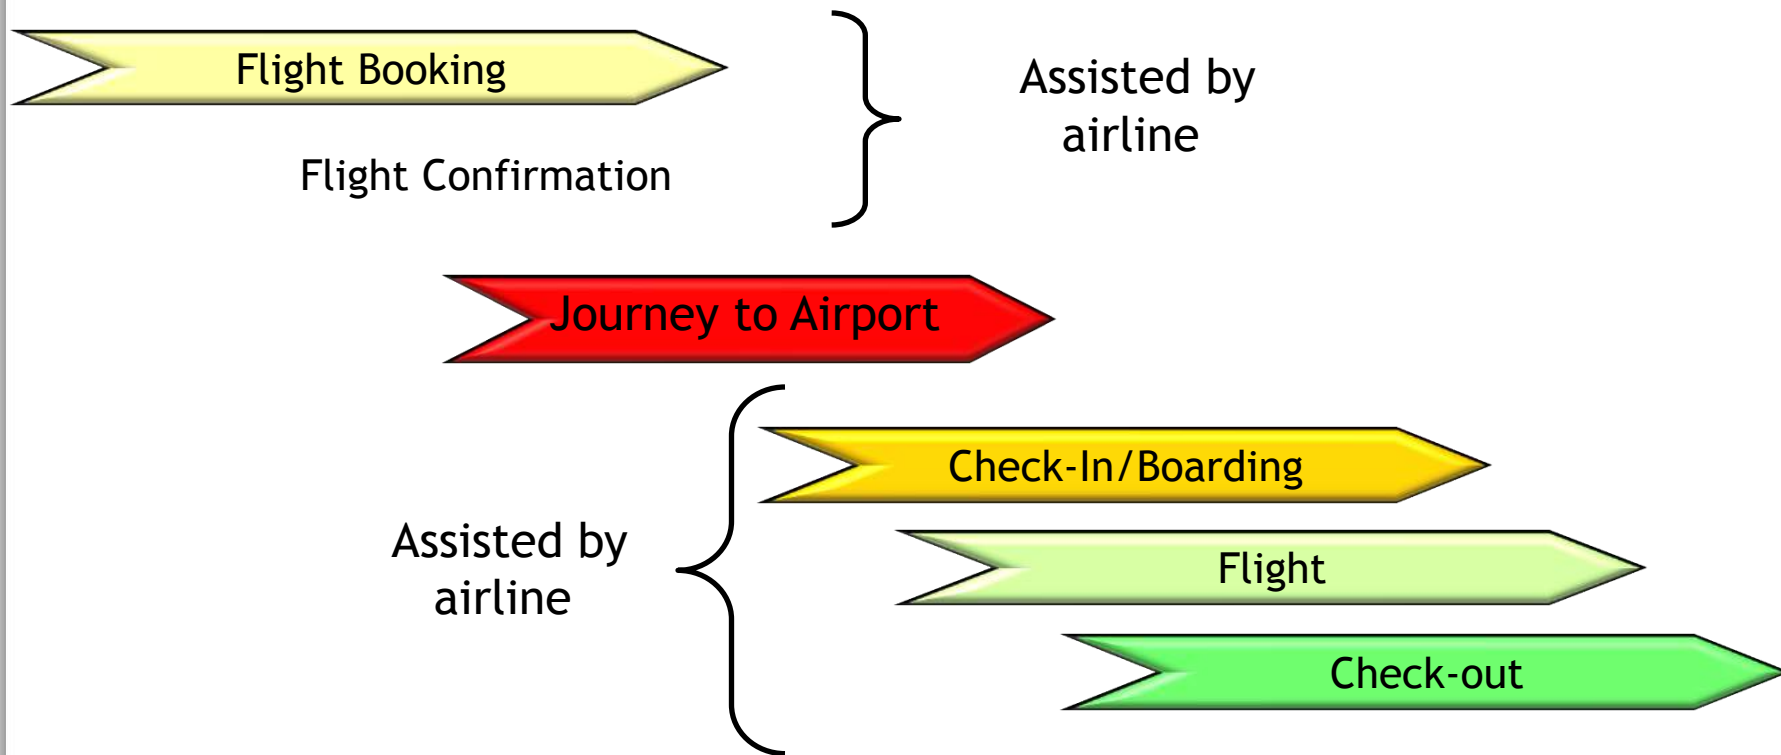 Flight Booking
Assisted by
airline
Flight Confirmation
Journey to Airport
Check-In/Boarding
Assisted by
airline
Flight
Check-out